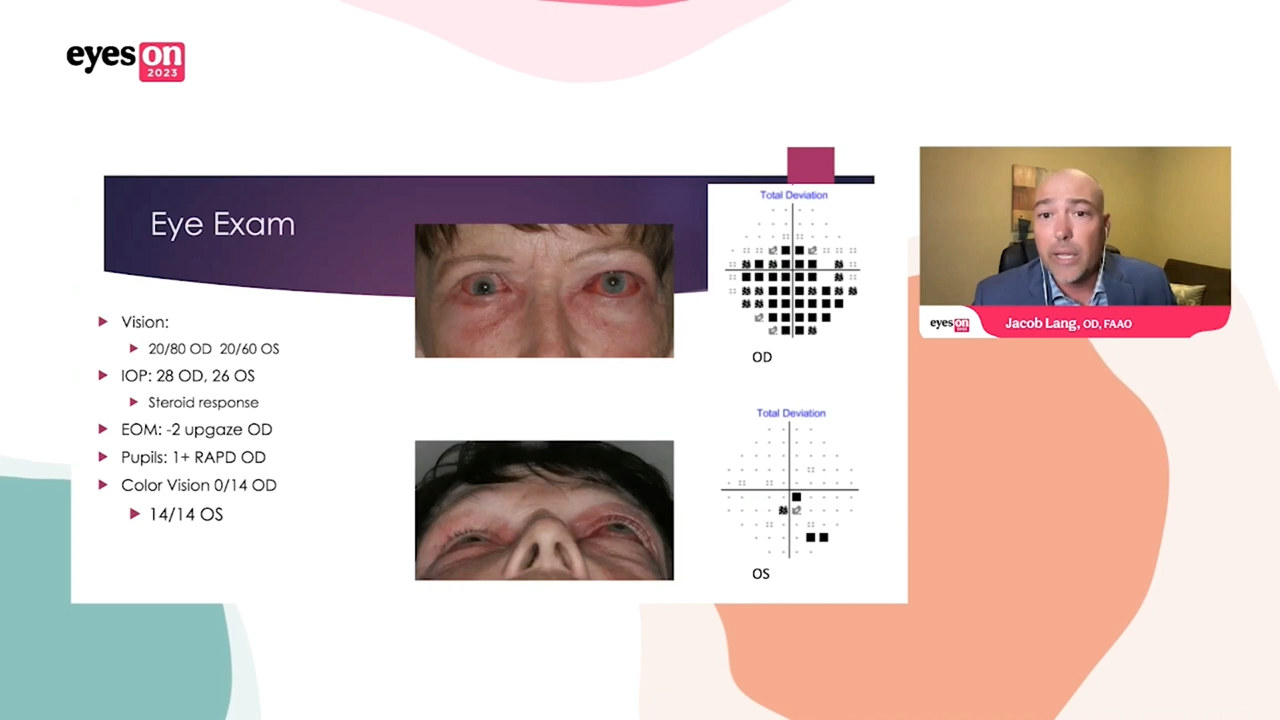 eyes on
2023
Eye Exam
Vision:
20/80 OD 20/60 OS
IOP: 28 OD, 26 OS
Steroid response
EOM: -2 upgaze OD
Pupils: 1+ RAPD OD
Color Vision 0/14 OD
14/14 OS
Total Deviation
OD
Total Deviation
OS
eyes on
2023
Jacob Lang, OD, FAAO